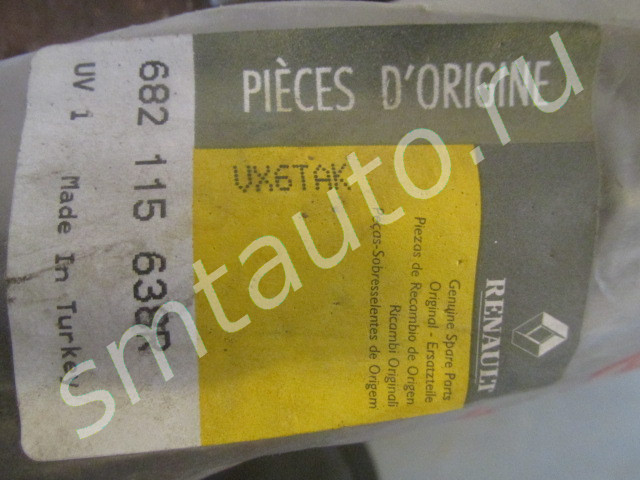 PIÈCES D'ORIGINE
VX6TAK
RENAULT
Genuine Spare Parts
Original - Ersatzteile
Piezas de Recambio de Origen
Ricambi Originali
Peças-Sobresselentes de Origem
682 115 630R
UV 1 Made In Turkey
smtauto.ru